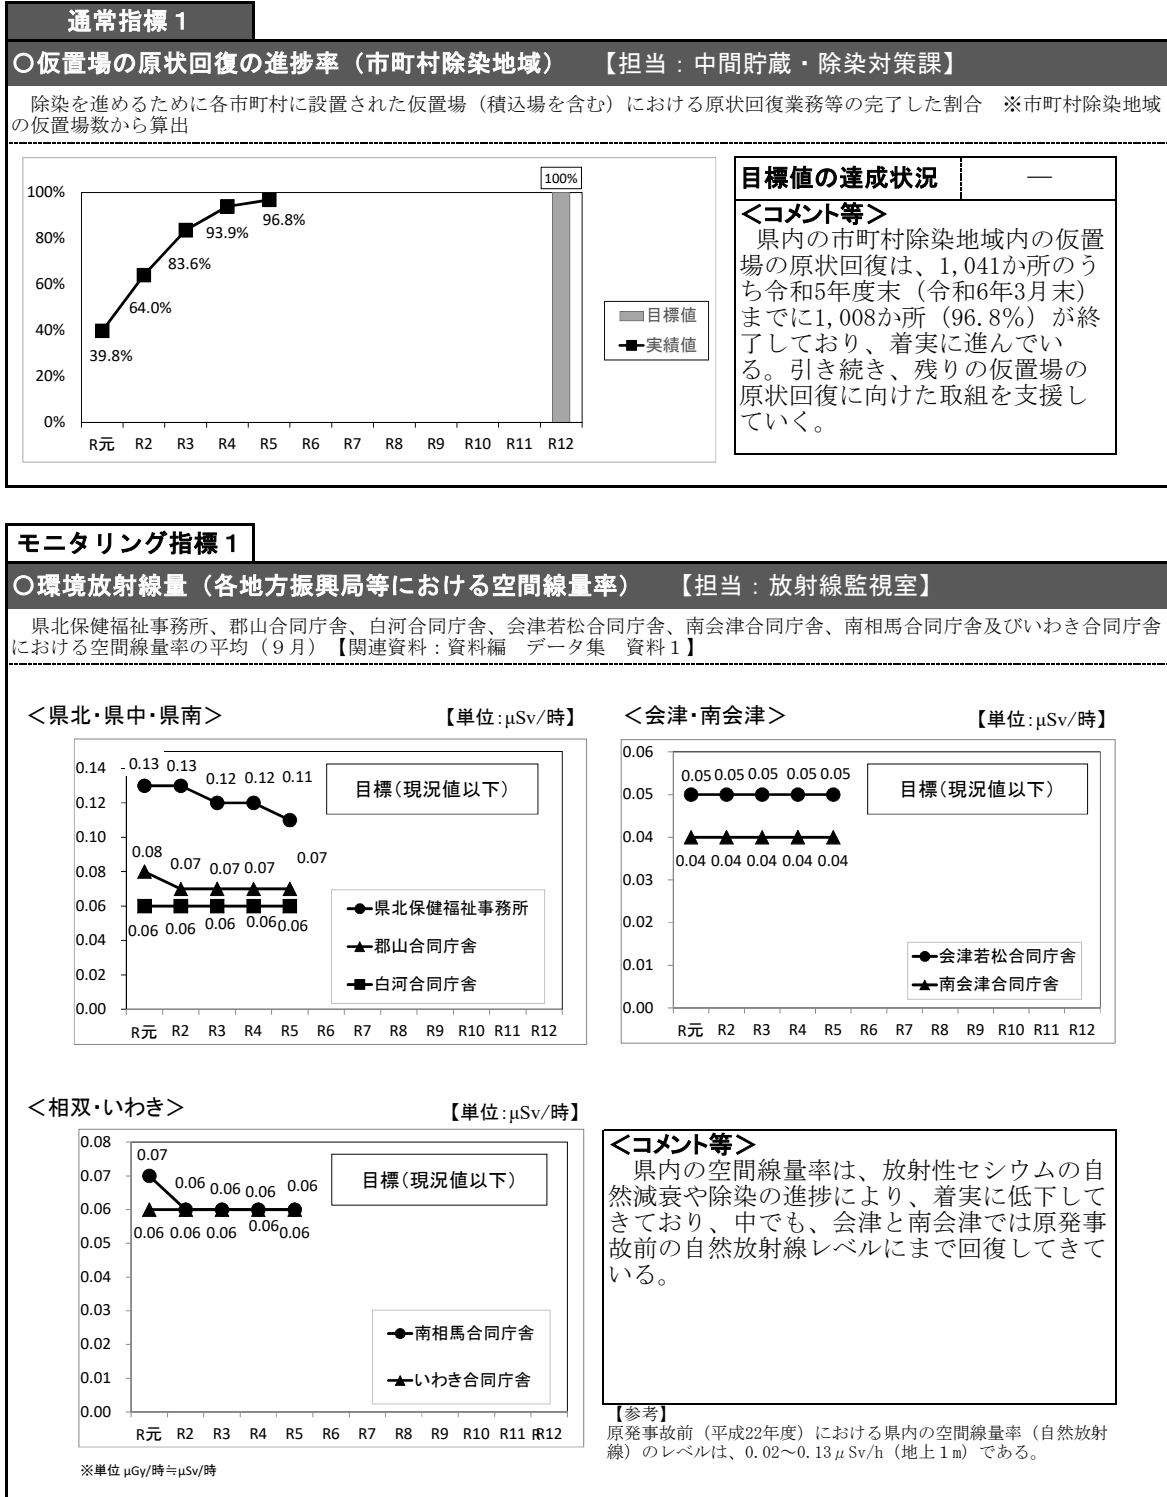 通常指標１
〇仮置場の原状回復の進捗率（市町村除染地域）　【担当：中間貯蔵・除染対策課】
除染を進めるために各市町村に設置された仮置場（積込場を含む）における原状回復業務等の完了した割合　※市町村除染地域
の仮置場数から算出
100%
80%
60%
40%
20%
0%
39.8%
64.0%
83.6%
93.9%
96.8%
100%
目標値
実績値
R元 R2 R3 R4 R5 R6 R7 R8 R9 R10 R11 R12
目標値の達成状況　―
＜コメント等＞
県内の市町村除染地域内の仮置
場の原状回復は、1,041か所のう
ち令和5年度末（令和6年3月末）
までに1,008か所（96.8％）が終
了しており、着実に進んでい
る。引き続き、残りの仮置場の
原状回復に向けた取組を支援し
ていく。
モニタリング指標１
〇環境放射線量（各地方振興局等における空間線量率）　【担当：放射線監視室】
県北保健福祉事務所、郡山合同庁舎、白河合同庁舎、会津若松合同庁舎、南会津合同庁舎、南相馬合同庁舎及びいわき合同庁舎
における空間線量率の平均（９月）【関連資料：資料編　データ集　資料１】
＜県北・県中・県南＞　【単位：μSv/時】
0.14
0.12
0.10
0.08
0.06
0.04
0.02
0.00
0.13 0.13 0.12 0.12 0.11
目標（現況値以下）
0.08 0.07 0.07 0.07 0.07
0.06 0.06 0.06 0.06 0.06
県北保健福祉事務所
郡山合同庁舎
白河合同庁舎
R元 R2 R3 R4 R5 R6 R7 R8 R9 R10 R11 R12
＜会津・南会津＞　【単位：μSv/時】
0.06
0.05
0.04
0.03
0.02
0.01
0.00
0.05 0.05 0.05 0.05 0.05
目標（現況値以下）
0.04 0.04 0.04 0.04 0.04
会津若松合同庁舎
南会津合同庁舎
R元 R2 R3 R4 R5 R6 R7 R8 R9 R10 R11 R12
＜相双・いわき＞　【単位：μSv/時】
0.08
0.07
0.06
0.05
0.04
0.03
0.02
0.01
0.00
0.07 0.06 0.06 0.06 0.06
目標（現況値以下）
0.06 0.06 0.06 0.06 0.06
南相馬合同庁舎
いわき合同庁舎
R元 R2 R3 R4 R5 R6 R7 R8 R9 R10 R11 R12
※単位 μGy/時≒μSv/時
＜コメント等＞
県内の空間線量率は、放射性セシウムの自
然減衰や除染の進捗により、着実に低下して
きており、中でも、会津と南会津では原発事
故前の自然放射線レベルにまで回復してきて
いる。
【参考】
原発事故前（平成22年度）における県内の空間線量率（自然放射
線）のレベルは、0.02～0.13μSv/h（地上１m）である。